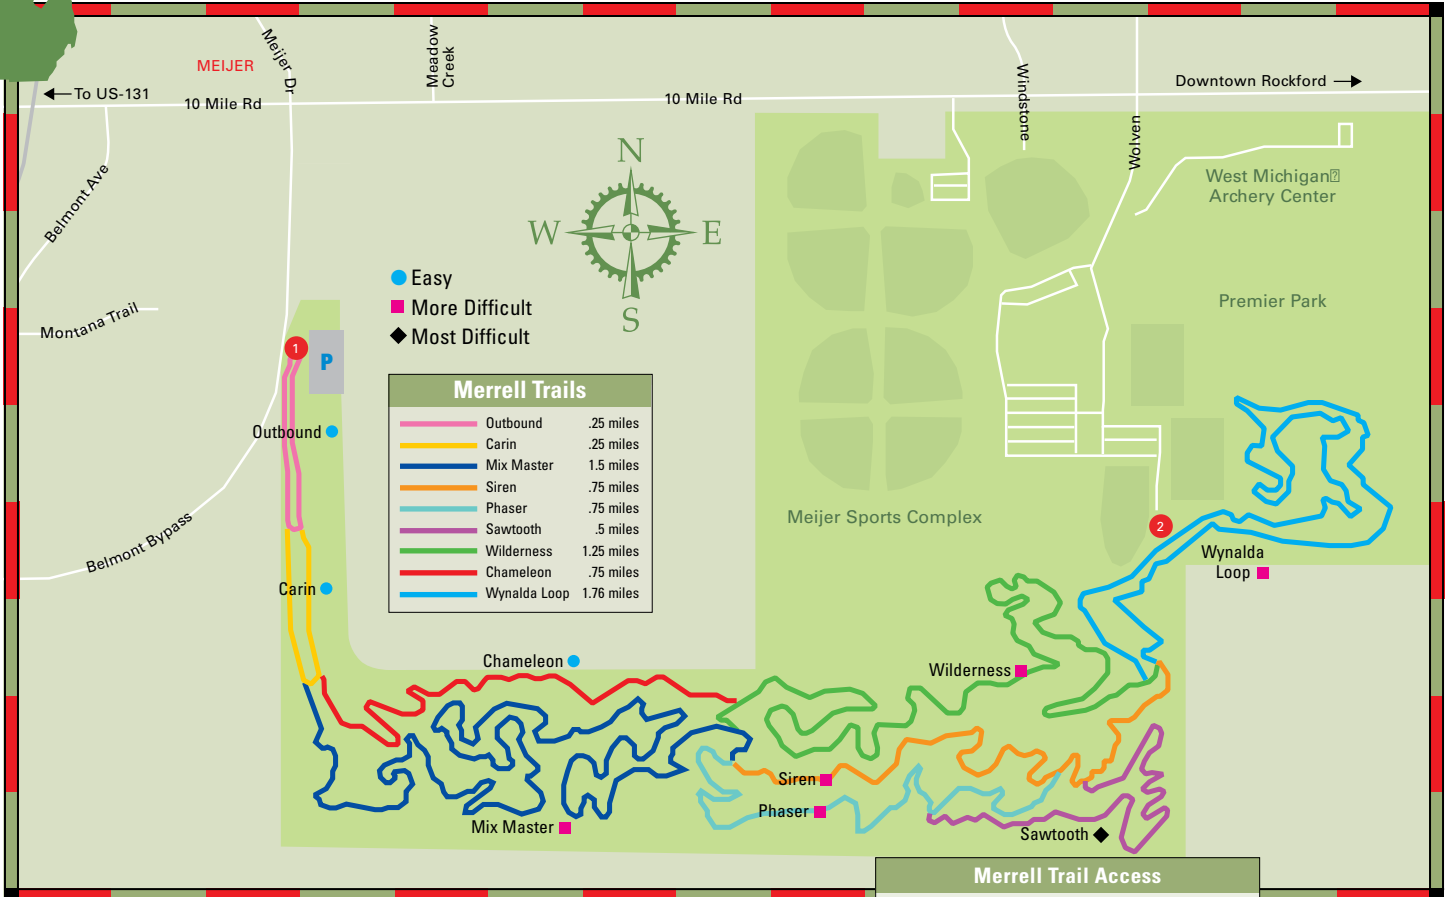 Meijer Dr
Meadow
Creek
MEIJER
To US-131
10 Mile Rd
10 Mile Rd
Windstone
Wolven
Downtown Rockford
Belmont Ave
N
W
E
S
West Michigan
Archery Center
Easy
More Difficult
Most Difficult
Premier Park
Montana Trail
1
P
Merrell Trails
Outbound .25 miles
Carin .25 miles
Mix Master 1.5 miles
Siren .75 miles
Phaser .75 miles
Sawtooth .5 miles
Wilderness 1.25 miles
Chameleon .75 miles
Wynalda Loop 1.76 miles
Outbound
Meijer Sports Complex
2
Belmont Bypass
Wynalda
Loop
Carin
Chameleon
Wilderness
Siren
Phaser
Mix Master
Sawtooth
Merrell Trail Access